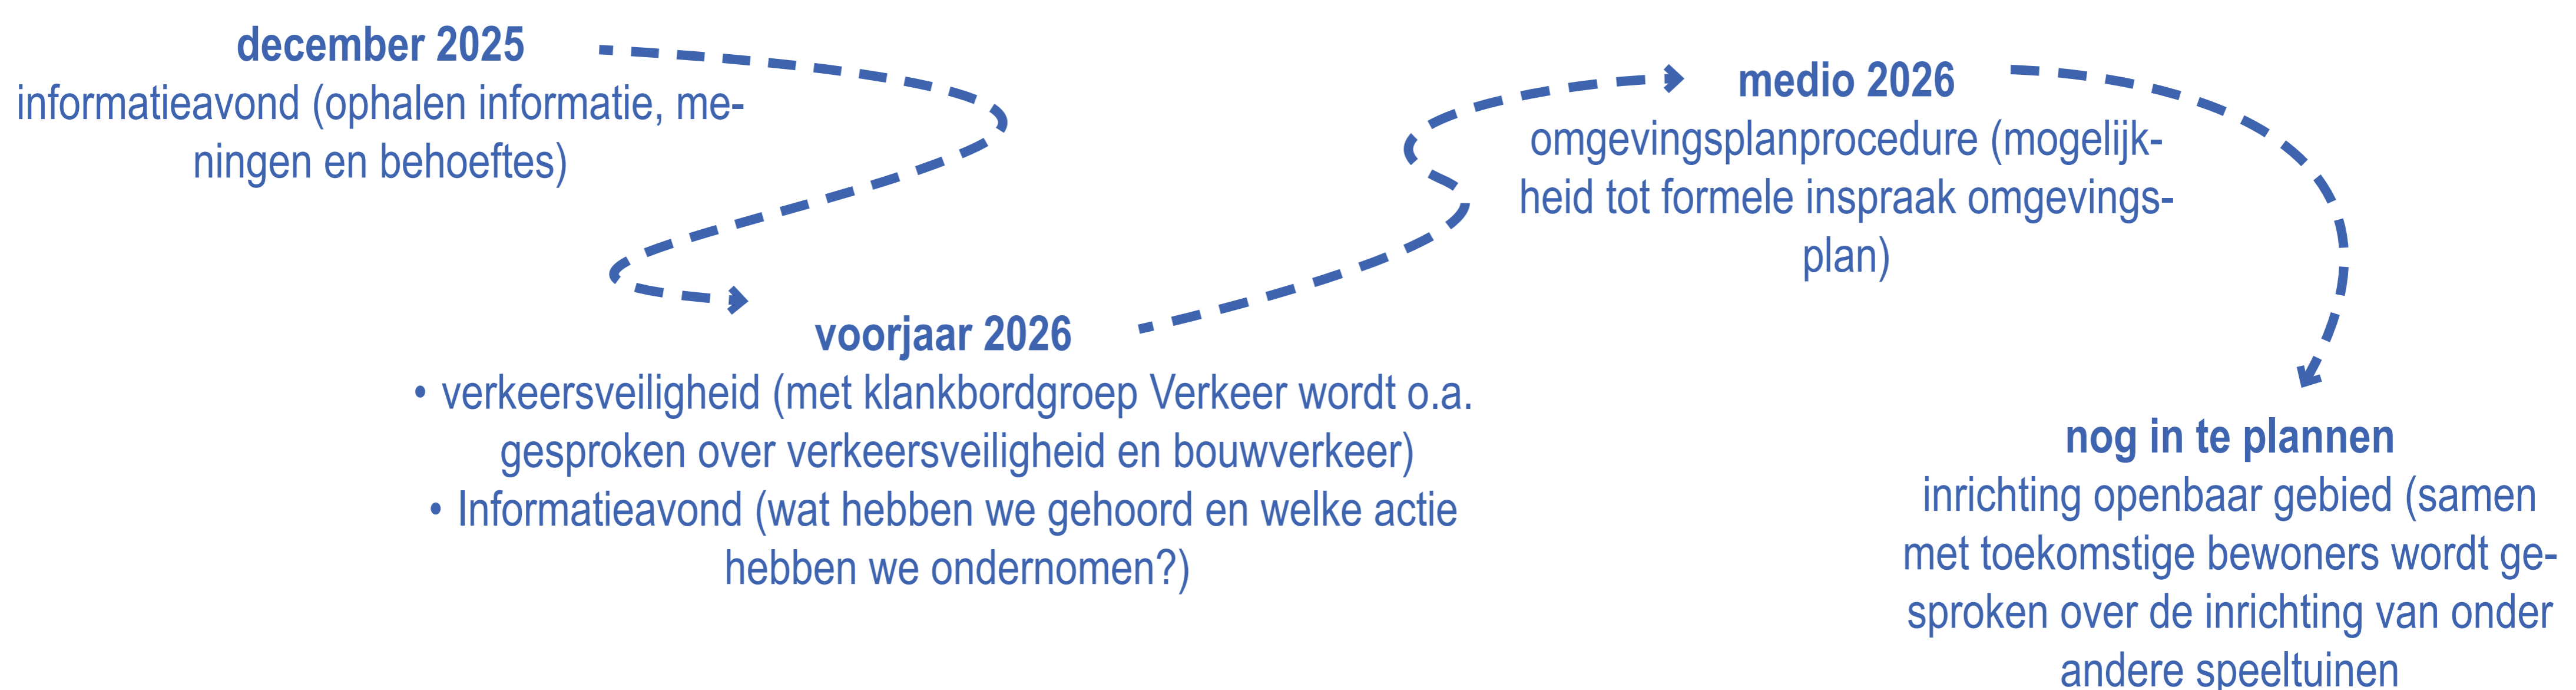 december 2025
informatieavond (ophalen informatie, me-
ningen en behoeftes)
voorjaar 2026
• verkeersveiligheid (met klankbordgroep Verkeer wordt o.a.
gesproken over verkeersveiligheid en bouwverkeer)
• Informatieavond (wat hebben we gehoord en welke actie
hebben we ondernomen?)
medio 2026
omgevingsplanprocedure (mogelijk-
heid tot formele inspraak omgevings-
plan)
nog in te plannen
inrichting openbaar gebied (samen
met toekomstige bewoners wordt ge-
sproken over de inrichting van onder
andere speeltuinen